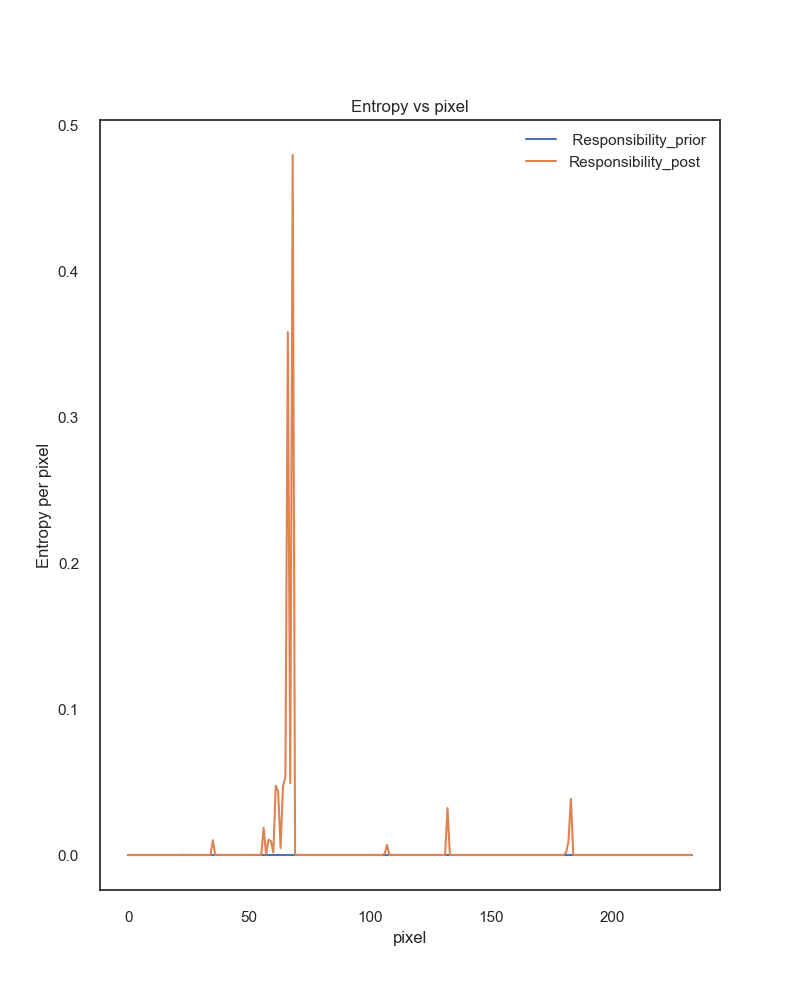 Entropy vs pixel
0.5
Responsibility_prior
Responsibility_post
0.4
0.3
Entropy per pixel
0.2
0.1
0.0
0 50 100 150 200
pixel